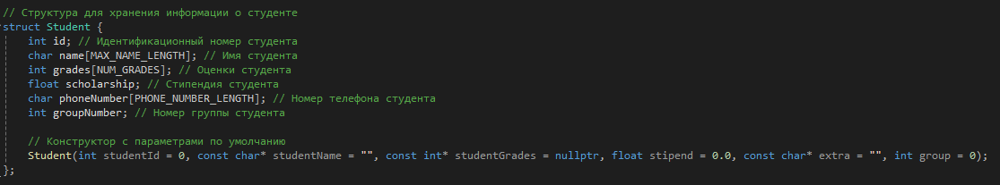 // Структура для хранения информации о студенте
struct Student {
int id; // Идентификационный номер студента
char name[MAX_NAME_LENGTH]; // Имя студента
int grades[NUM_GRADES]; // Оценки студента
float scholarship; // Стипендия студента
char phoneNumber[PHONE_NUMBER_LENGTH]; // Номер телефона студента
int groupNumber; // Номер группы студента
// Конструктор с параметрами по умолчанию
Student(int studentId = 0, const char* studentName = "", const int* studentGrades = nullptr, float stipend = 0.0, const char* extra = "", int group = 0);
};